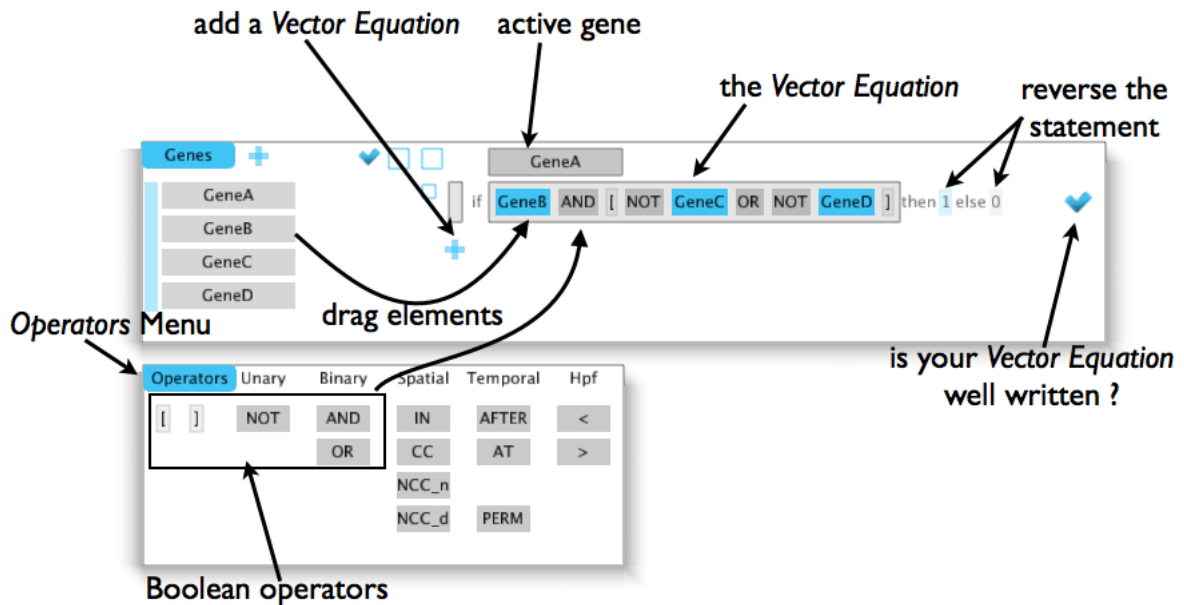 add a Vector Equation active gene
the Vector Equation
reverse the
statement
Genes
GeneA
GeneA
if GeneB AND [ NOT GeneC OR NOT GeneD ] then 1 else 0
GeneB
GeneC
GeneD
drag elements
Operators Menu
is your Vector Equation
well written ?
Operators Unary Binary Spatial Temporal Hpf
[ ] NOT AND IN AFTER <
OR CC AT >
NCC_n
NCC_d PERM
Boolean operators